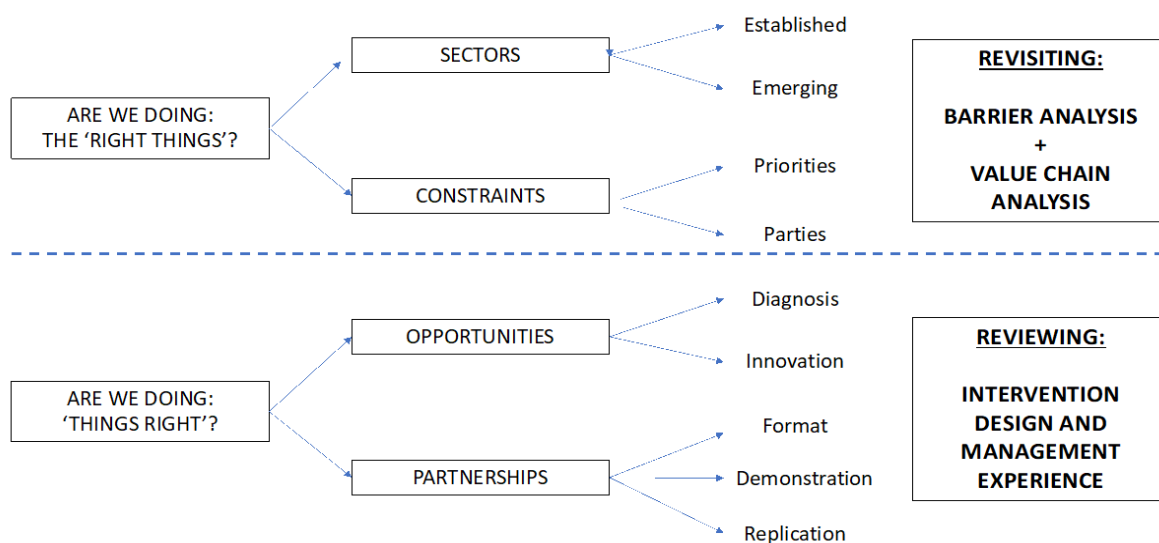 ARE WE DOING:
THE ‘RIGHT THINGS’?
SECTORS
Established
Emerging
CONSTRAINTS
Priorities
Parties
REVISITING:
BARRIER ANALYSIS
+
VALUE CHAIN
ANALYSIS
ARE WE DOING:
‘THINGS RIGHT’?
OPPORTUNITIES
Diagnosis
Innovation
PARTNERSHIPS
Format
Demonstration
Replication
REVIEWING:
INTERVENTION
DESIGN AND
MANAGEMENT
EXPERIENCE